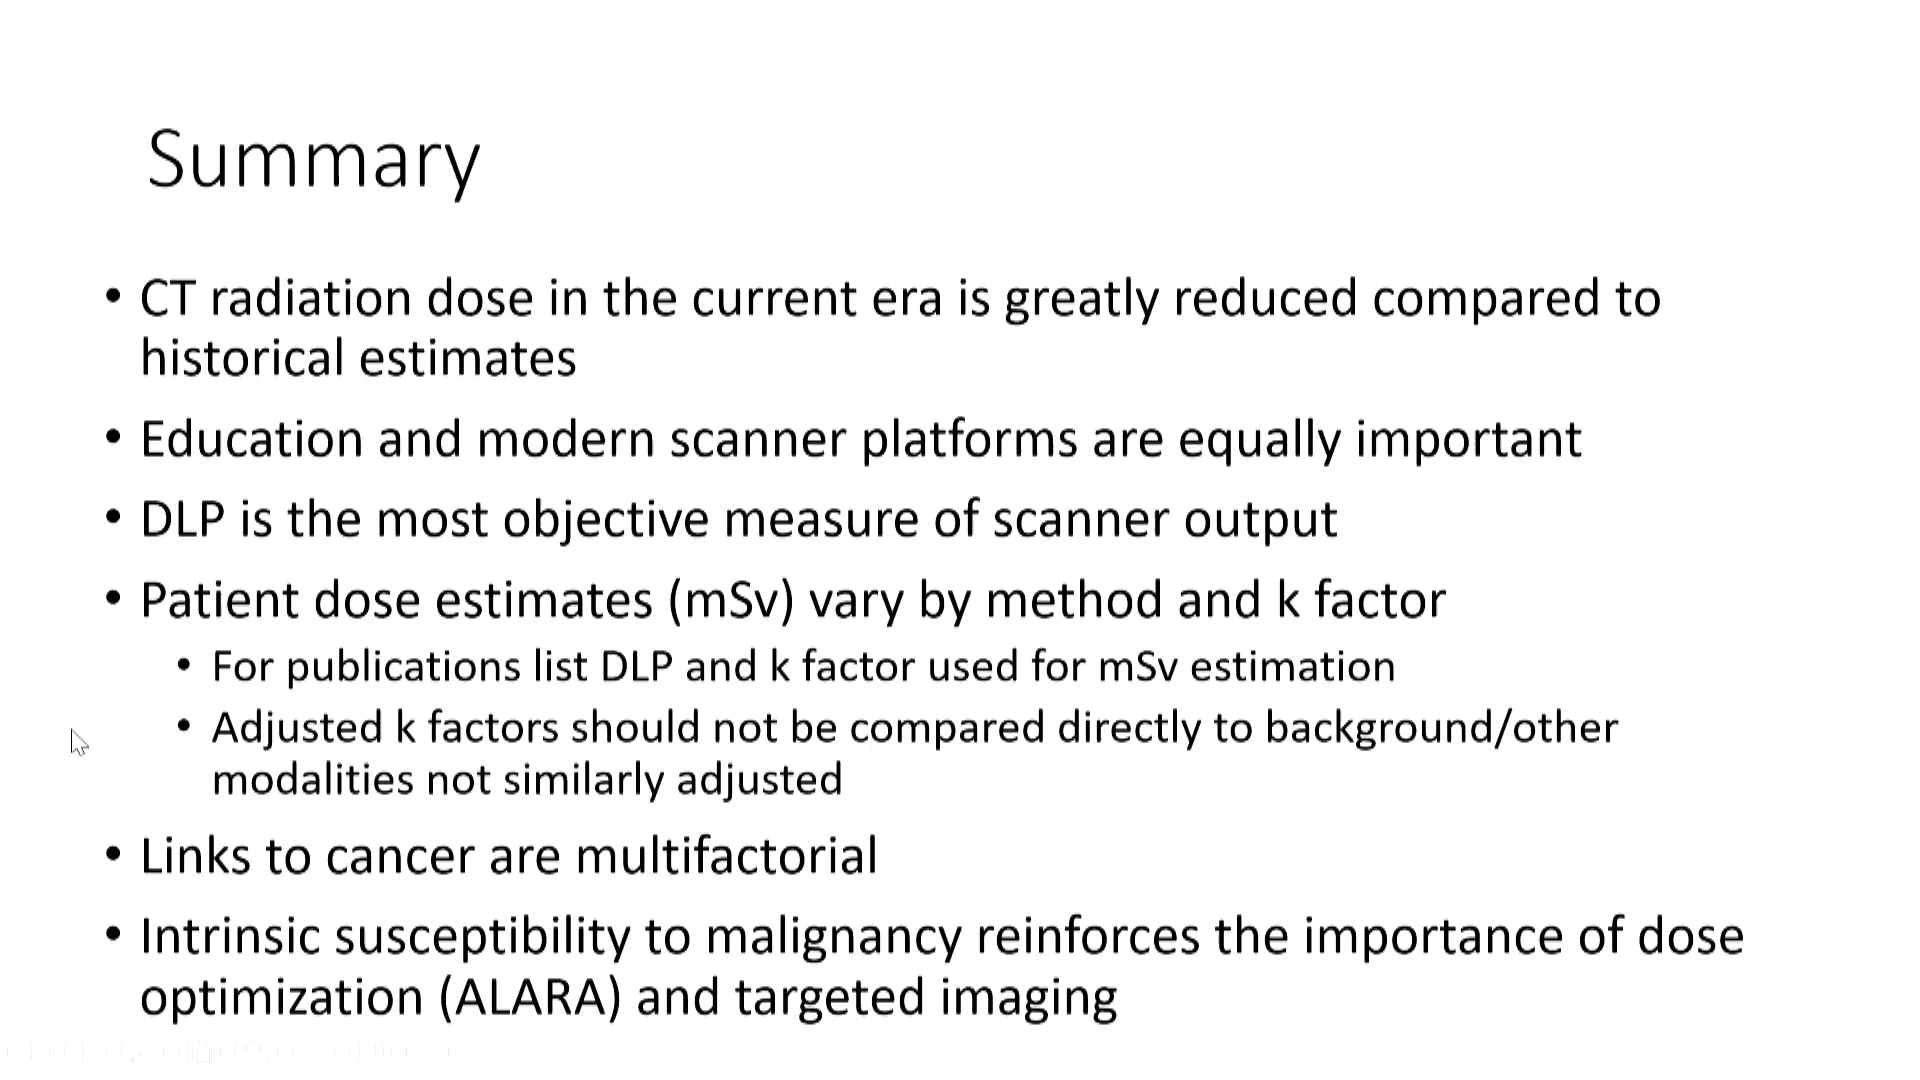 Summary
• CT radiation dose in the current era is greatly reduced compared to
historical estimates
• Education and modern scanner platforms are equally important
• DLP is the most objective measure of scanner output
• Patient dose estimates (mSv) vary by method and k factor
• For publications list DLP and k factor used for mSv estimation
• Adjusted k factors should not be compared directly to background/other
modalities not similarly adjusted
• Links to cancer are multifactorial
• Intrinsic susceptibility to malignancy reinforces the importance of dose
optimization (ALARA) and targeted imaging